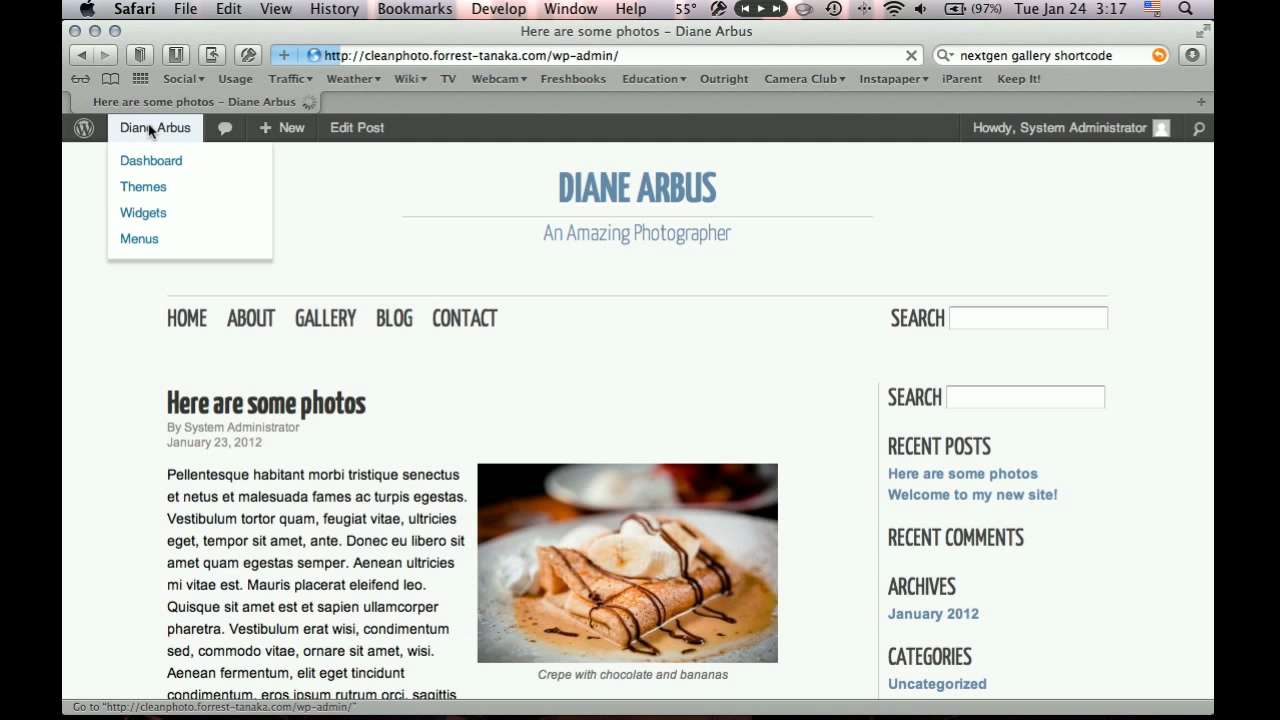 Safari File Edit View History Bookmarks Develop Window Help 55° (97%) Tue Jan 24 3:17
Here are some photos – Diane Arbus
http://cleanphoto.forrest-tanaka.com/wp-admin/ nextgen gallery shortcode
Social Usage Traffic Weather Wiki TV Webcam Freshbooks Education Outright Camera Club Instapaper iParent Keep It!
Here are some photos – Diane Arbus
Diane Arbus New Edit Post Howdy, System Administrator
Dashboard
Themes
Widgets
Menus
DIANE ARBUS
An Amazing Photographer
HOME ABOUT GALLERY BLOG CONTACT SEARCH
Here are some photos
By System Administrator
January 23, 2012
Pellentesque habitant morbi tristique senectus
et netus et malesuada fames ac turpis egestas.
Vestibulum tortor quam, feugiat vitae, ultricies
eget, tempor sit amet, ante. Donec eu libero sit
amet quam egestas semper. Aenean ultricies
mi vitae est. Mauris placerat eleifend leo.
Quisque sit amet est et sapien ullamcorper
pharetra. Vestibulum erat wisi, condimentum
sed, commodo vitae, ornare sit amet, wisi.
Aenean fermentum, elit eget tincidunt
condimentum, eros ipsum rutrum orci, sagittis
Crepe with chocolate and bananas
SEARCH
RECENT POSTS
Here are some photos
Welcome to my new site!
RECENT COMMENTS
ARCHIVES
January 2012
CATEGORIES
Uncategorized
Go to "http://cleanphoto.forrest-tanaka.com/wp-admin/"